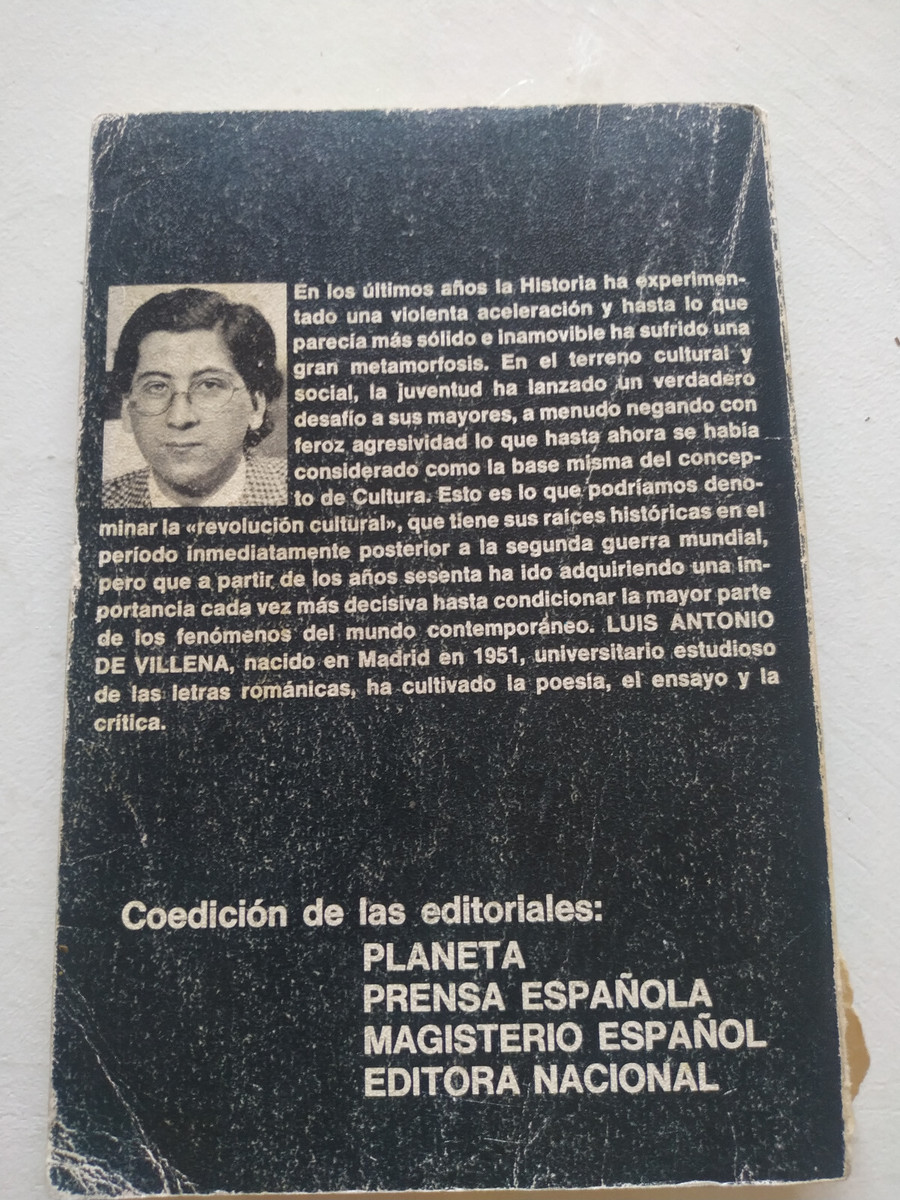 En los últimos años la Historia ha experimen-
tado una violenta aceleración y hasta lo que
parecía más sólido e inamovible ha sufrido una
gran metamorfosis. En el terreno cultural y
social, la juventud ha lanzado un verdadero
desafío a sus mayores, a menudo negando con
feroz agresividad lo que hasta ahora se había
considerado como la base misma del concep-
to de Cultura. Esto es lo que podríamos deno-
minar la «revolución cultural», que tiene sus raíces históricas en el
período inmediatamente posterior a la segunda guerra mundial,
pero que a partir de los años sesenta ha ido adquiriendo una im-
portancia cada vez más decisiva hasta condicionar la mayor parte
de los fenómenos del mundo contemporáneo. LUIS ANTONIO
DE VILLENA, nacido en Madrid en 1951, universitario estudioso
de las letras románicas, ha cultivado la poesía, el ensayo y la
crítica.
Coedición de las editoriales:
PLANETA
PRENSA ESPAÑOLA
MAGISTERIO ESPAÑOL
EDITORA NACIONAL